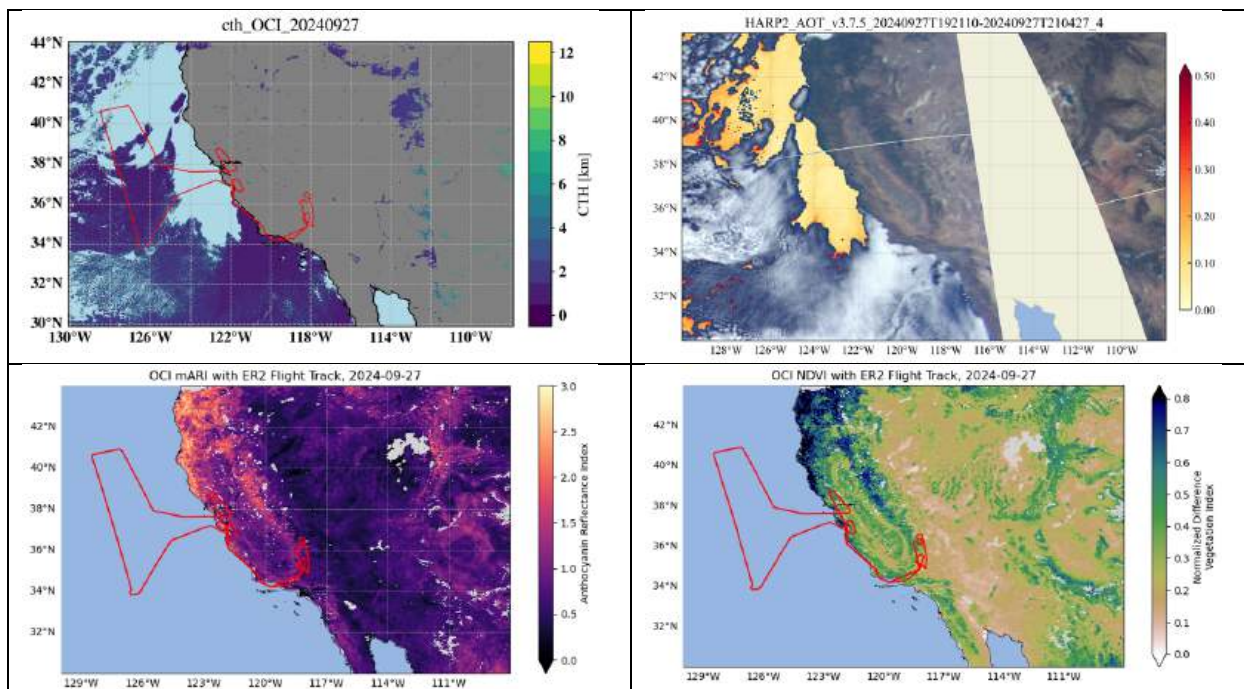 cth_OCI_20240927
44°N
42°N
40°N
38°N
36°N
34°N
32°N
30°N
130°W 126°W 122°W 118°W 114°W 110°W
12
10
8
6
4
2
0
CTH [km]
HARP2_AOT_v3.7.5_20240927T192110-20240927T210427_4
42°N
40°N
38°N
36°N
34°N
32°N
128°W 126°W 124°W 122°W 120°W 118°W 116°W 114°W 112°W 110°W
0.50
0.40
0.30
0.20
0.10
0.00
OCI mARI with ER2 Flight Track, 2024-09-27
42°N
40°N
38°N
36°N
34°N
32°N
129°W 126°W 123°W 120°W 117°W 114°W 111°W
3.0
2.5
2.0
1.5
1.0
0.5
0.0
Anthocyanin Reflectance Index
OCI NDVI with ER2 Flight Track, 2024-09-27
42°N
40°N
38°N
36°N
34°N
32°N
129°W 126°W 123°W 120°W 117°W 114°W 111°W
0.8
0.7
0.6
0.5
0.4
0.3
0.2
0.1
0.0
Normalized Difference
Vegetation Index